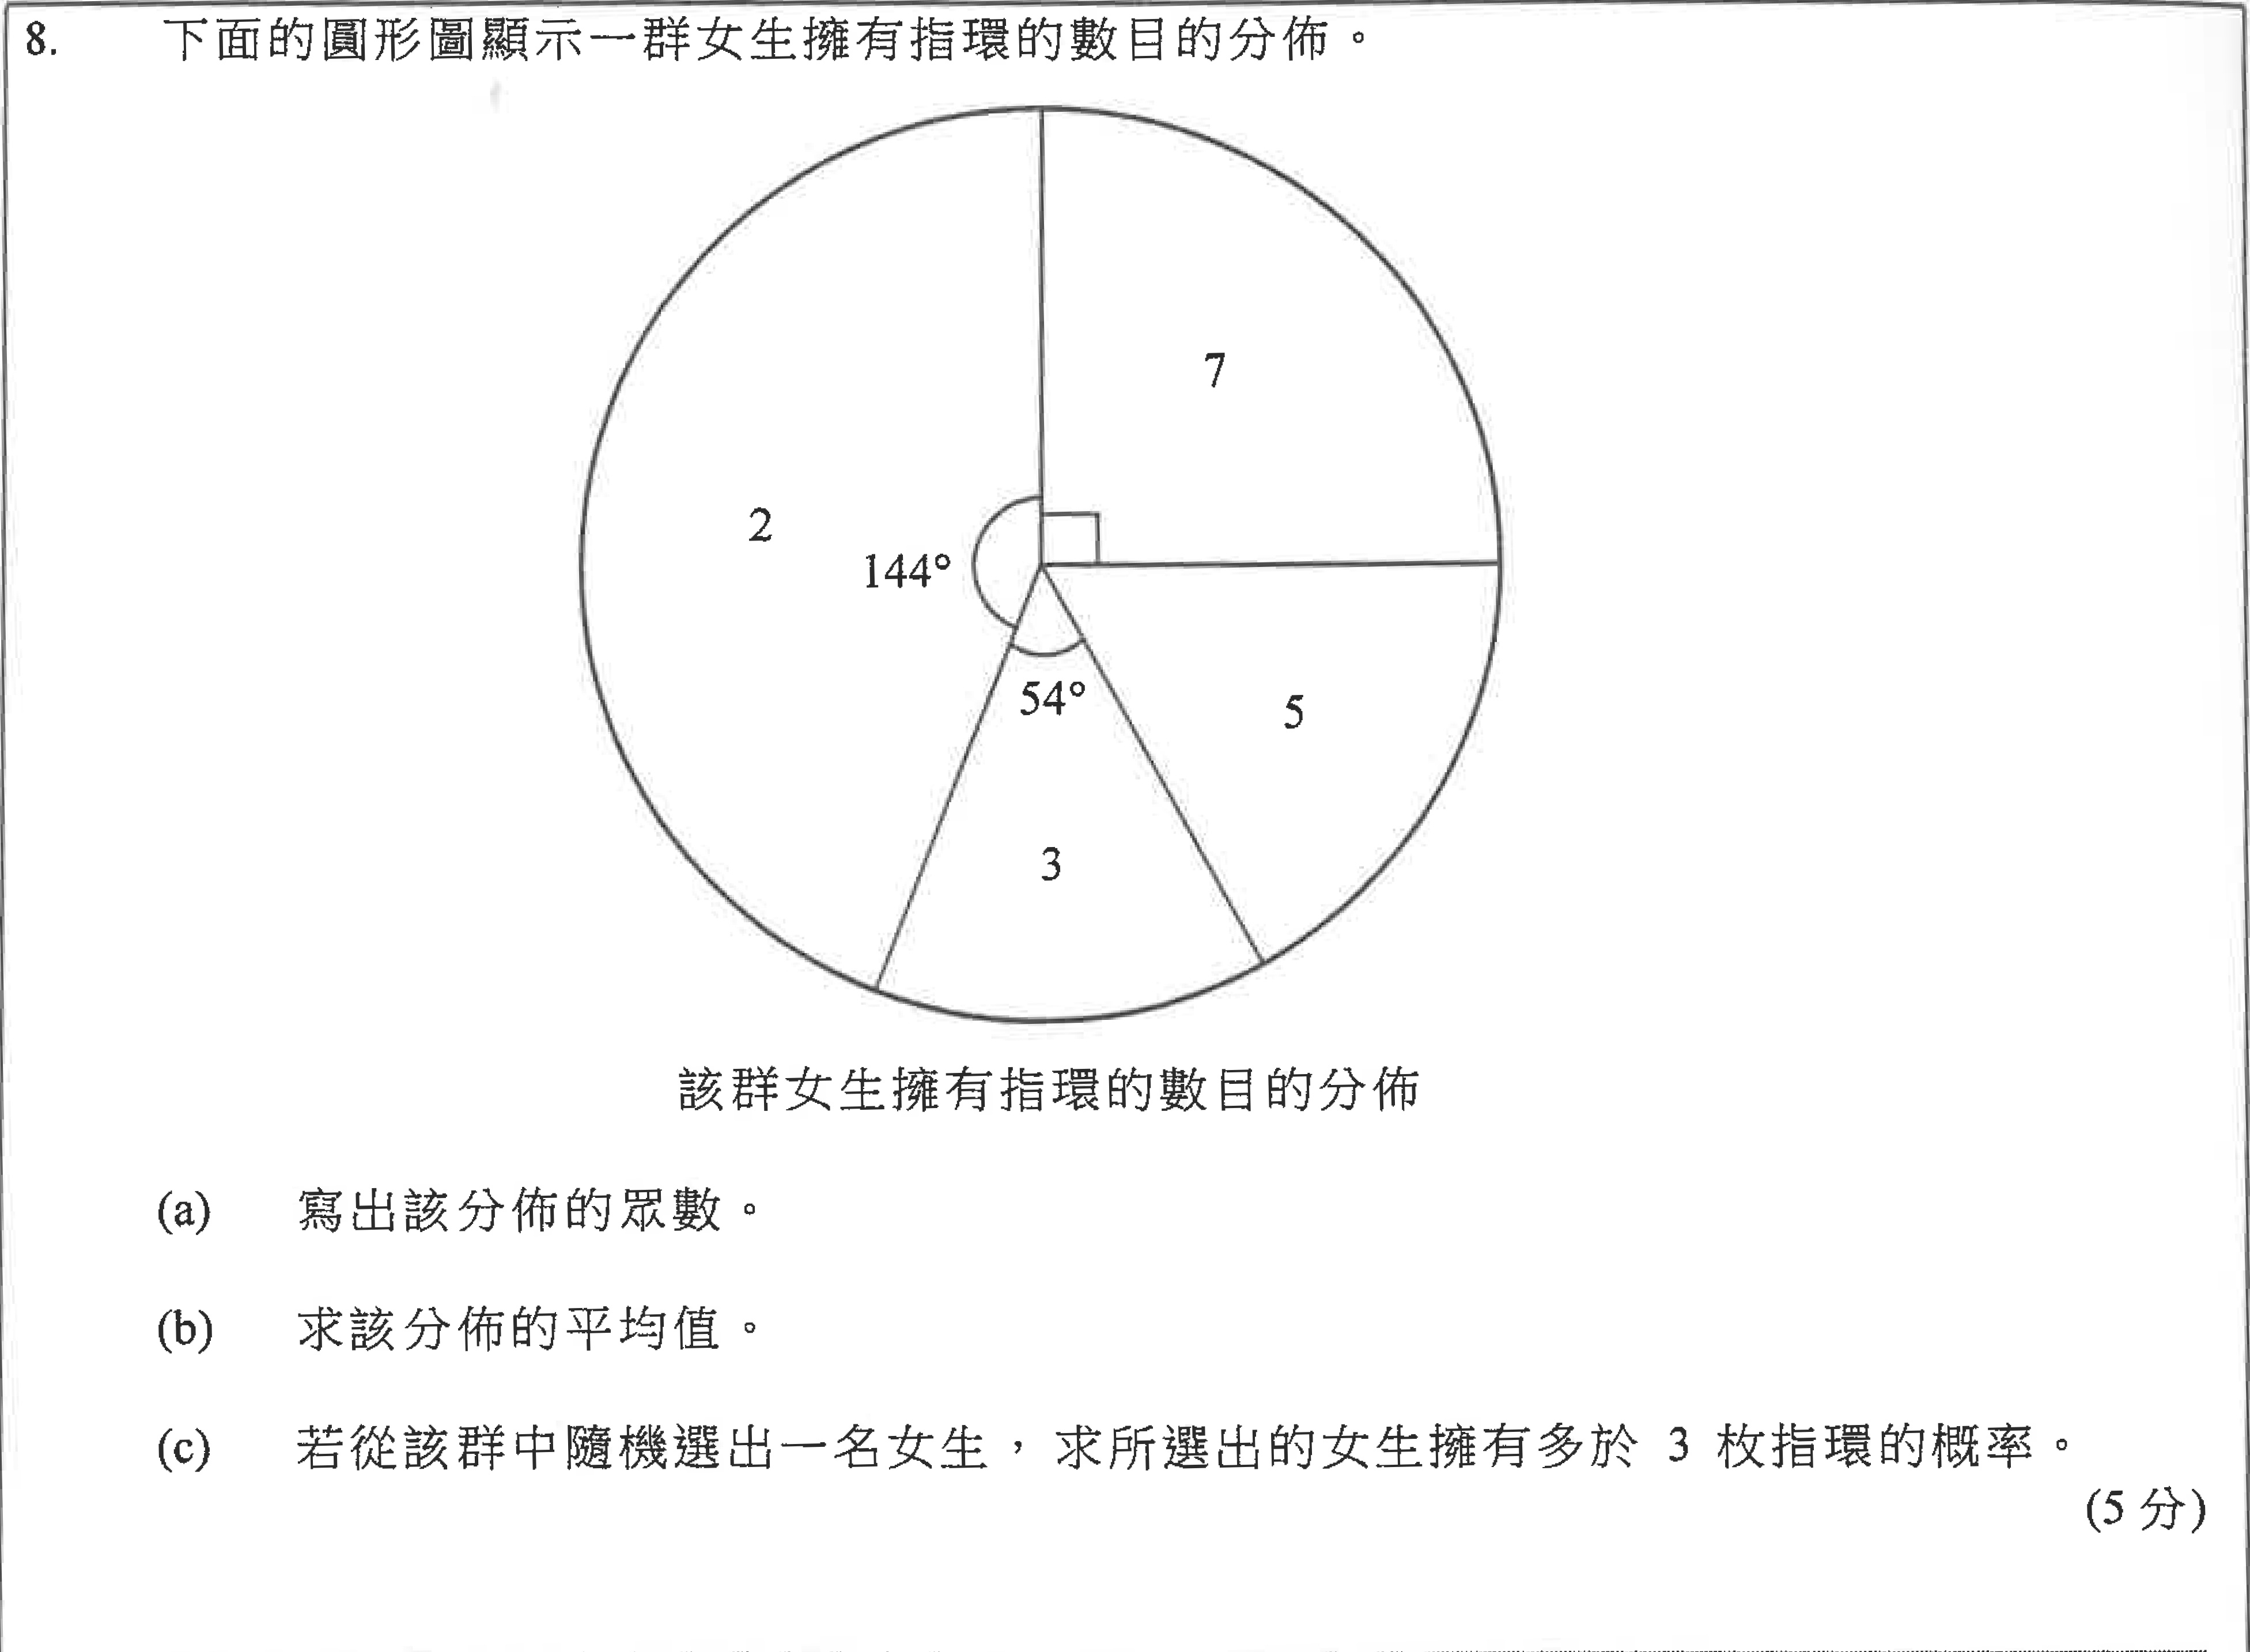 8. 下面的圓形圖顯示一群女生擁有指環的數目的分佈。
7
2
144°
54°
5
3
該群女生擁有指環的數目的分佈
(a) 寫出該分佈的眾數。
(b) 求該分佈的平均值。
(c) 若從該群中隨機選出一名女生，求所選出的女生擁有多於 3 枚指環的概率。
(5 分)